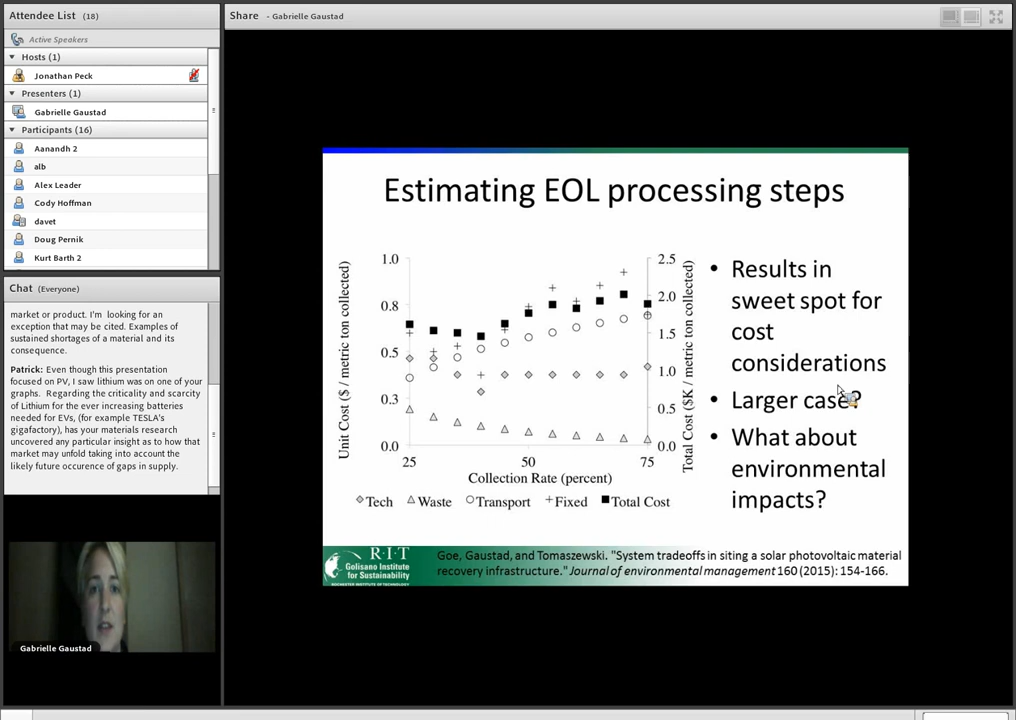 Attendee List (18)
Active Speakers
Hosts (1)
Jonathan Peck
Presenters (1)
Gabrielle Gaustad
Participants (16)
Aanandh 2
alb
Alex Leader
Cody Hoffman
davet
Doug Pernik
Kurt Barth 2
Chat (Everyone)
market or product. I'm looking for an
exception that may be cited. Examples of
sustained shortages of a material and its
consequence.
Patrick: Even though this presentation
focused on PV, I saw lithium was on one of your
graphs. Regarding the criticality and scarcity
of Lithium for the ever increasing batteries
needed for EVs, (for example TESLA's
gigafactory), has your materials research
uncovered any particular insight as to how that
market may unfold taking into account the
likely future occurence of gaps in supply.
Gabrielle Gaustad
Share - Gabrielle Gaustad
Estimating EOL processing steps
Unit Cost ($ / metric ton collected)
1.0
0.8
0.5
0.3
0.0
25
50
75
Collection Rate (percent)
2.5
2.0
1.5
1.0
0.5
0.0
Total Cost ($K / metric ton collected)
Tech Waste Transport Fixed Total Cost
• Results in
sweet spot for
cost
considerations
• Larger case?
• What about
environmental
impacts?
R·I·T
Golisano Institute
for Sustainability
ROCHESTER INSTITUTE OF TECHNOLOGY
Goe, Gaustad, and Tomaszewski. "System tradeoffs in siting a solar photovoltaic material
recovery infrastructure." Journal of environmental management 160 (2015): 154-166.